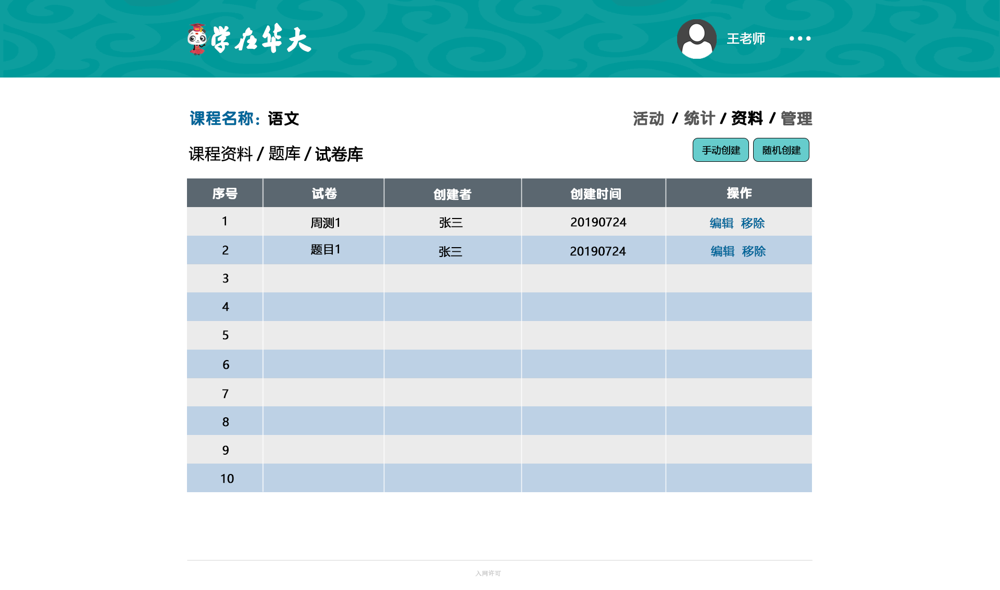 学在华大
王老师
课程名称：语文
活动 / 统计 / 资料 / 管理
课程资料 / 题库 / 试卷库
手动创建 随机创建
序号 试卷 创建者 创建时间 操作
1 周测1 张三 20190724 编辑 移除
2 题目1 张三 20190724 编辑 移除
3
4
5
6
7
8
9
10
入网许可